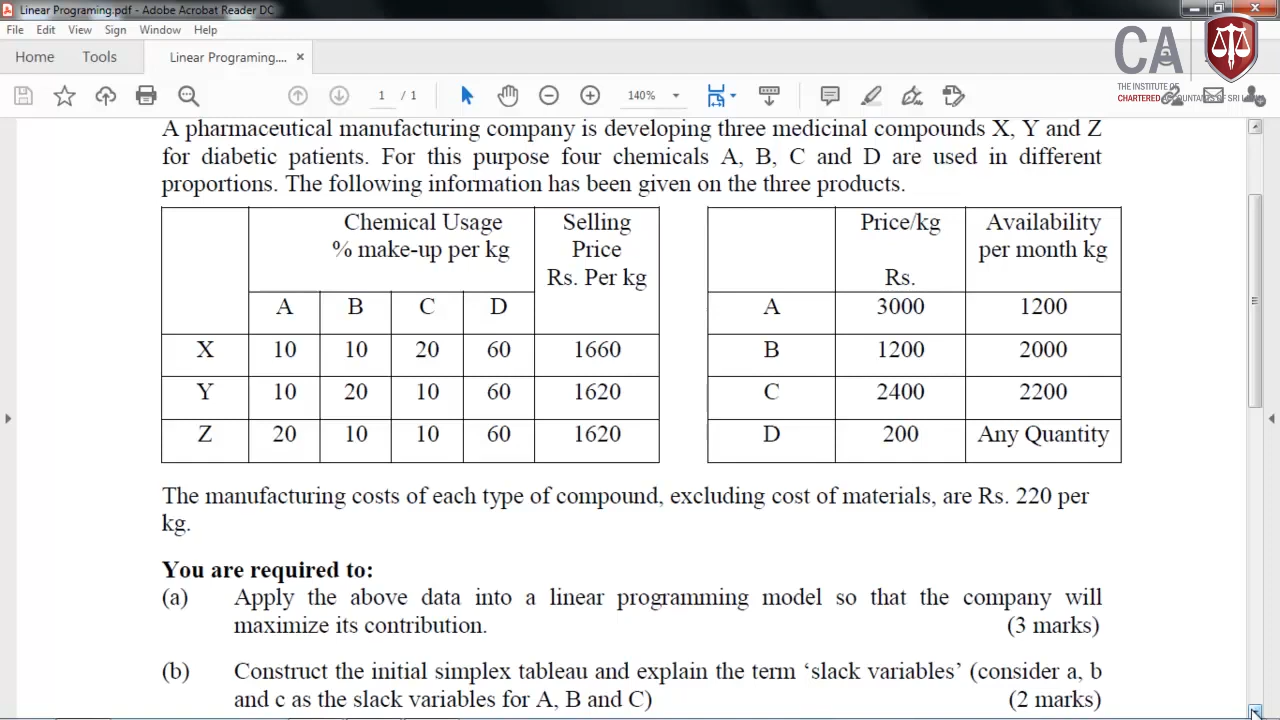 Linear Programing.pdf - Adobe Acrobat Reader DC
File Edit View Sign Window Help
Home Tools Linear Programing....
1 / 1 140%
CA
THE INSTITUTE OF
CHARTERED ACCOUNTANTS OF SRI LANKA
A pharmaceutical manufacturing company is developing three medicinal compounds X, Y and Z
for diabetic patients. For this purpose four chemicals A, B, C and D are used in different
proportions. The following information has been given on the three products.
Chemical Usage
% make-up per kg
Selling
Price
Rs. Per kg
A B C D
X 10 10 20 60 1660
Y 10 20 10 60 1620
Z 20 10 10 60 1620
Price/kg
Rs.
Availability
per month kg
A 3000 1200
B 1200 2000
C 2400 2200
D 200 Any Quantity
The manufacturing costs of each type of compound, excluding cost of materials, are Rs. 220 per
kg.
You are required to:
(a) Apply the above data into a linear programming model so that the company will
maximize its contribution. (3 marks)
(b) Construct the initial simplex tableau and explain the term ‘slack variables’ (consider a, b
and c as the slack variables for A, B and C) (2 marks)